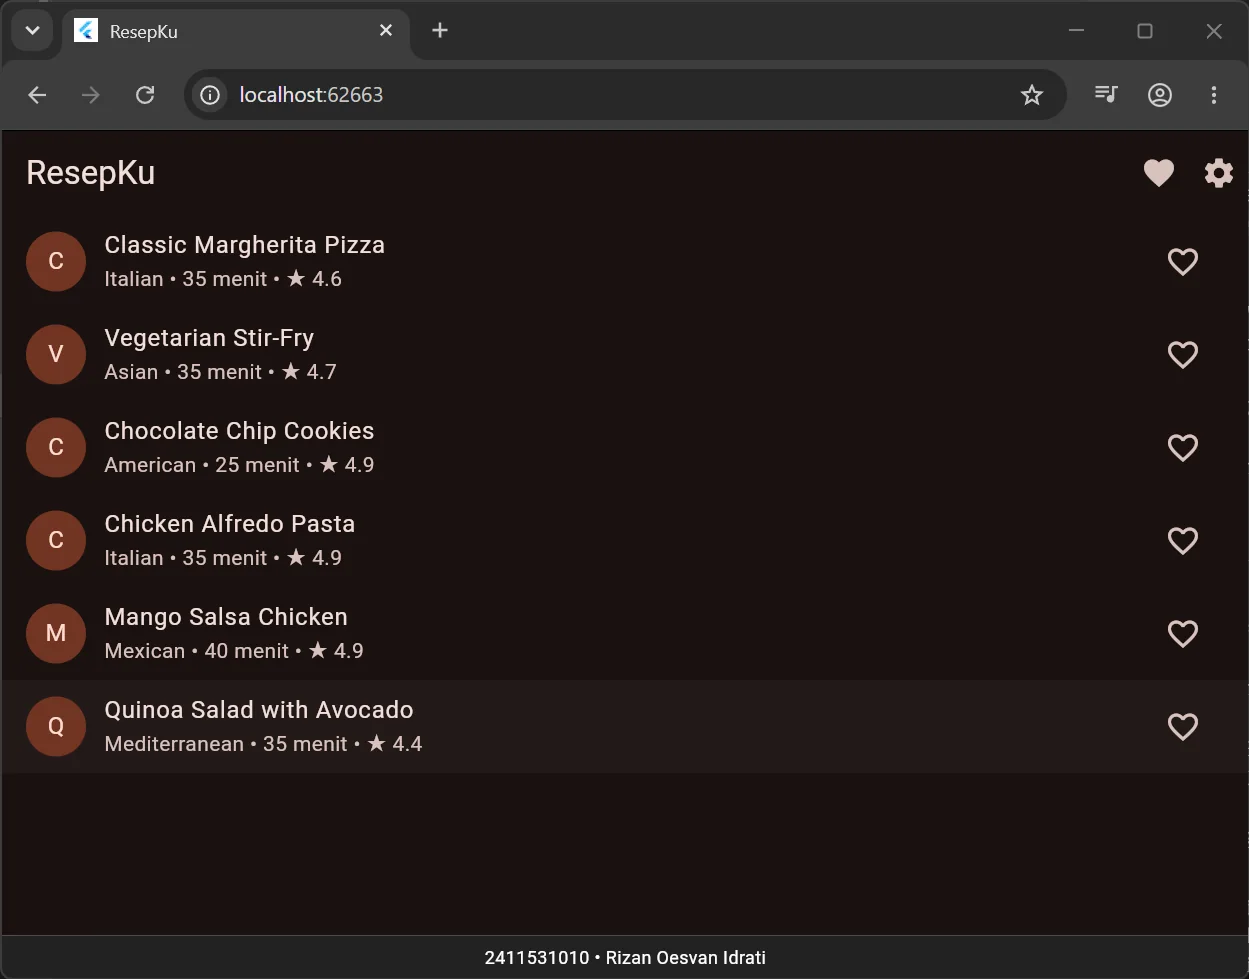 ResepKu
localhost:62663
ResepKu
C
Classic Margherita Pizza
Italian • 35 menit • ★ 4.6
V
Vegetarian Stir-Fry
Asian • 35 menit • ★ 4.7
C
Chocolate Chip Cookies
American • 25 menit • ★ 4.9
C
Chicken Alfredo Pasta
Italian • 35 menit • ★ 4.9
M
Mango Salsa Chicken
Mexican • 40 menit • ★ 4.9
Q
Quinoa Salad with Avocado
Mediterranean • 35 menit • ★ 4.4
2411531010 • Rizan Oesvan Idrati